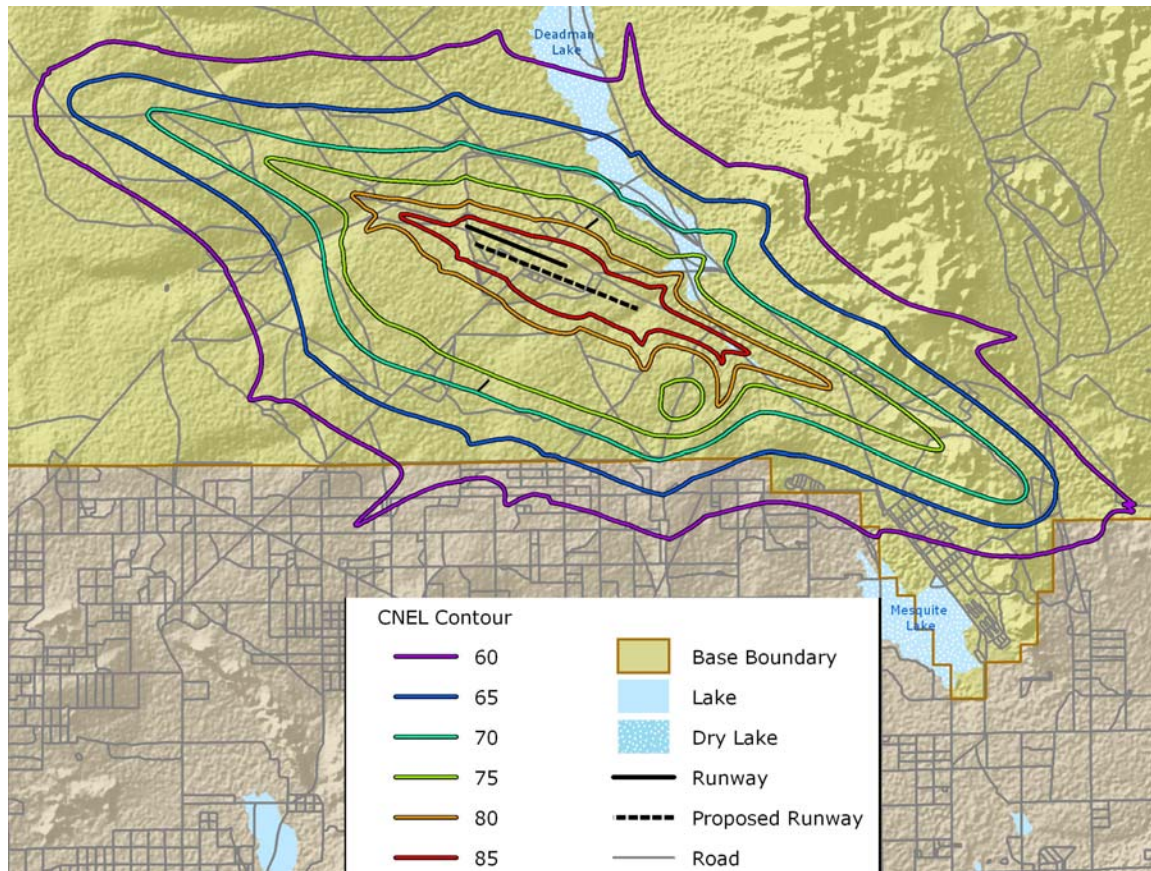 Deadman
Lake
Mesquite
Lake
CNEL Contour
60
65
70
75
80
85
Base Boundary
Lake
Dry Lake
Runway
Proposed Runway
Road